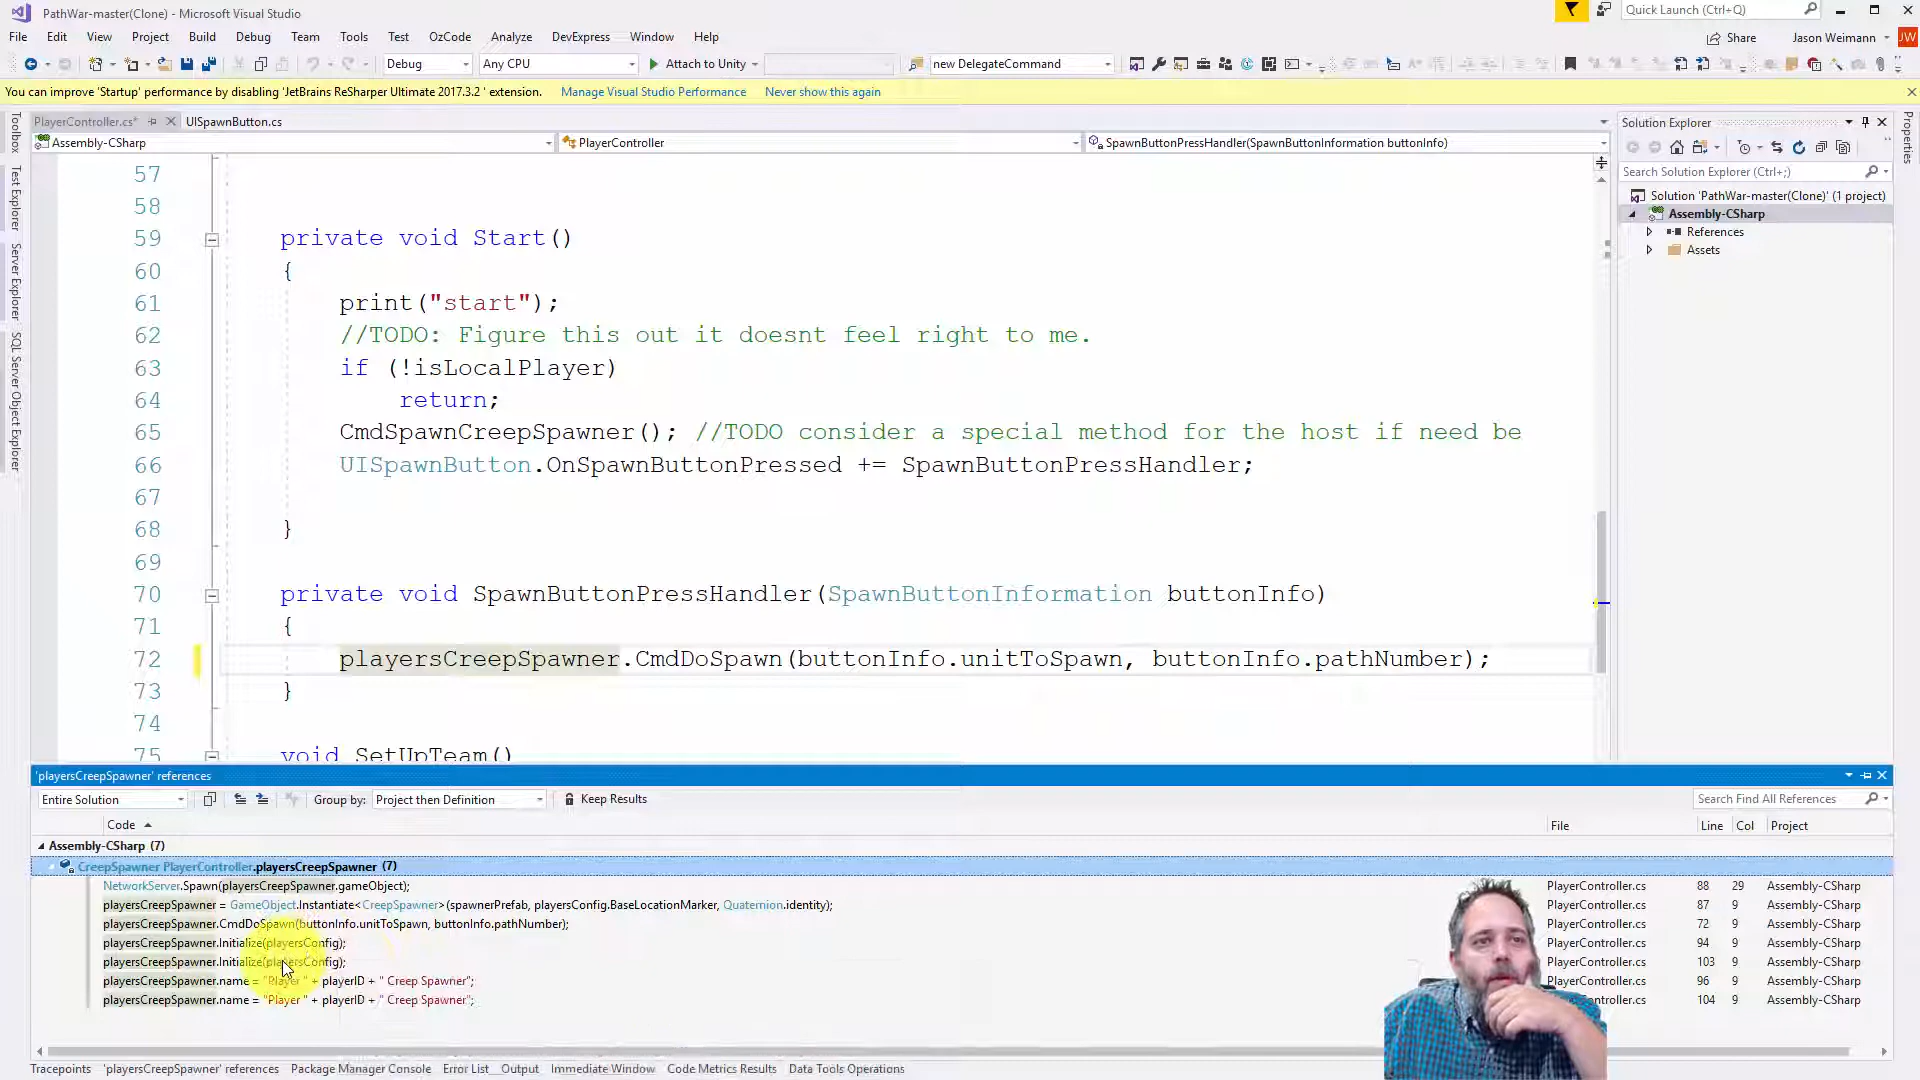 PathWar-master(Clone) - Microsoft Visual Studio
Quick Launch (Ctrl+Q)
File Edit View Project Build Debug Team Tools Test OzCode Analyze DevExpress Window Help
Share Jason Weimann JW
Debug Any CPU Attach to Unity new DelegateCommand
You can improve 'Startup' performance by disabling 'JetBrains ReSharper Ultimate 2017.3.2 ' extension. Manage Visual Studio Performance Never show this again
PlayerController.cs* UISpawnButton.cs
Assembly-CSharp PlayerController SpawnButtonPressHandler(SpawnButtonInformation buttonInfo)
Toolbox
Test Explorer
Server Explorer
SQL Server Object Explorer
57
58
59 private void Start()
60 {
61 print("start");
62 //TODO: Figure this out it doesnt feel right to me.
63 if (!isLocalPlayer)
64 return;
65 CmdSpawnCreepSpawner(); //TODO consider a special method for the host if need be
66 UISpawnButton.OnSpawnButtonPressed += SpawnButtonPressHandler;
67
68 }
69
70 private void SpawnButtonPressHandler(SpawnButtonInformation buttonInfo)
71 {
72 playersCreepSpawner.CmdDoSpawn(buttonInfo.unitToSpawn, buttonInfo.pathNumber);
73 }
74
75 void SetUpTeam()
Solution Explorer
Search Solution Explorer (Ctrl+;)
Solution 'PathWar-master(Clone)' (1 project)
Assembly-CSharp
References
Assets
Properties
'playersCreepSpawner' references
Entire Solution Group by: Project then Definition Keep Results Search Find All References
Code File Line Col Project
Assembly-CSharp (7)
CreepSpawner PlayerController.playersCreepSpawner (7)
NetworkServer.Spawn(playersCreepSpawner.gameObject); PlayerController.cs 88 29 Assembly-CSharp
playersCreepSpawner = GameObject.Instantiate<CreepSpawner>(spawnerPrefab, playersConfig.BaseLocationMarker, Quaternion.identity); PlayerController.cs 87 9 Assembly-CSharp
playersCreepSpawner.CmdDoSpawn(buttonInfo.unitToSpawn, buttonInfo.pathNumber); PlayerController.cs 72 9 Assembly-CSharp
playersCreepSpawner.Initialize(playersConfig); PlayerController.cs 94 9 Assembly-CSharp
playersCreepSpawner.Initialize(playersConfig); PlayerController.cs 103 9 Assembly-CSharp
playersCreepSpawner.name = "Player " + playerID + " Creep Spawner"; PlayerController.cs 96 9 Assembly-CSharp
playersCreepSpawner.name = "Player " + playerID + " Creep Spawner"; PlayerController.cs 104 9 Assembly-CSharp
Tracepoints 'playersCreepSpawner' references Package Manager Console Error List Output Immediate Window Code Metrics Results Data Tools Operations